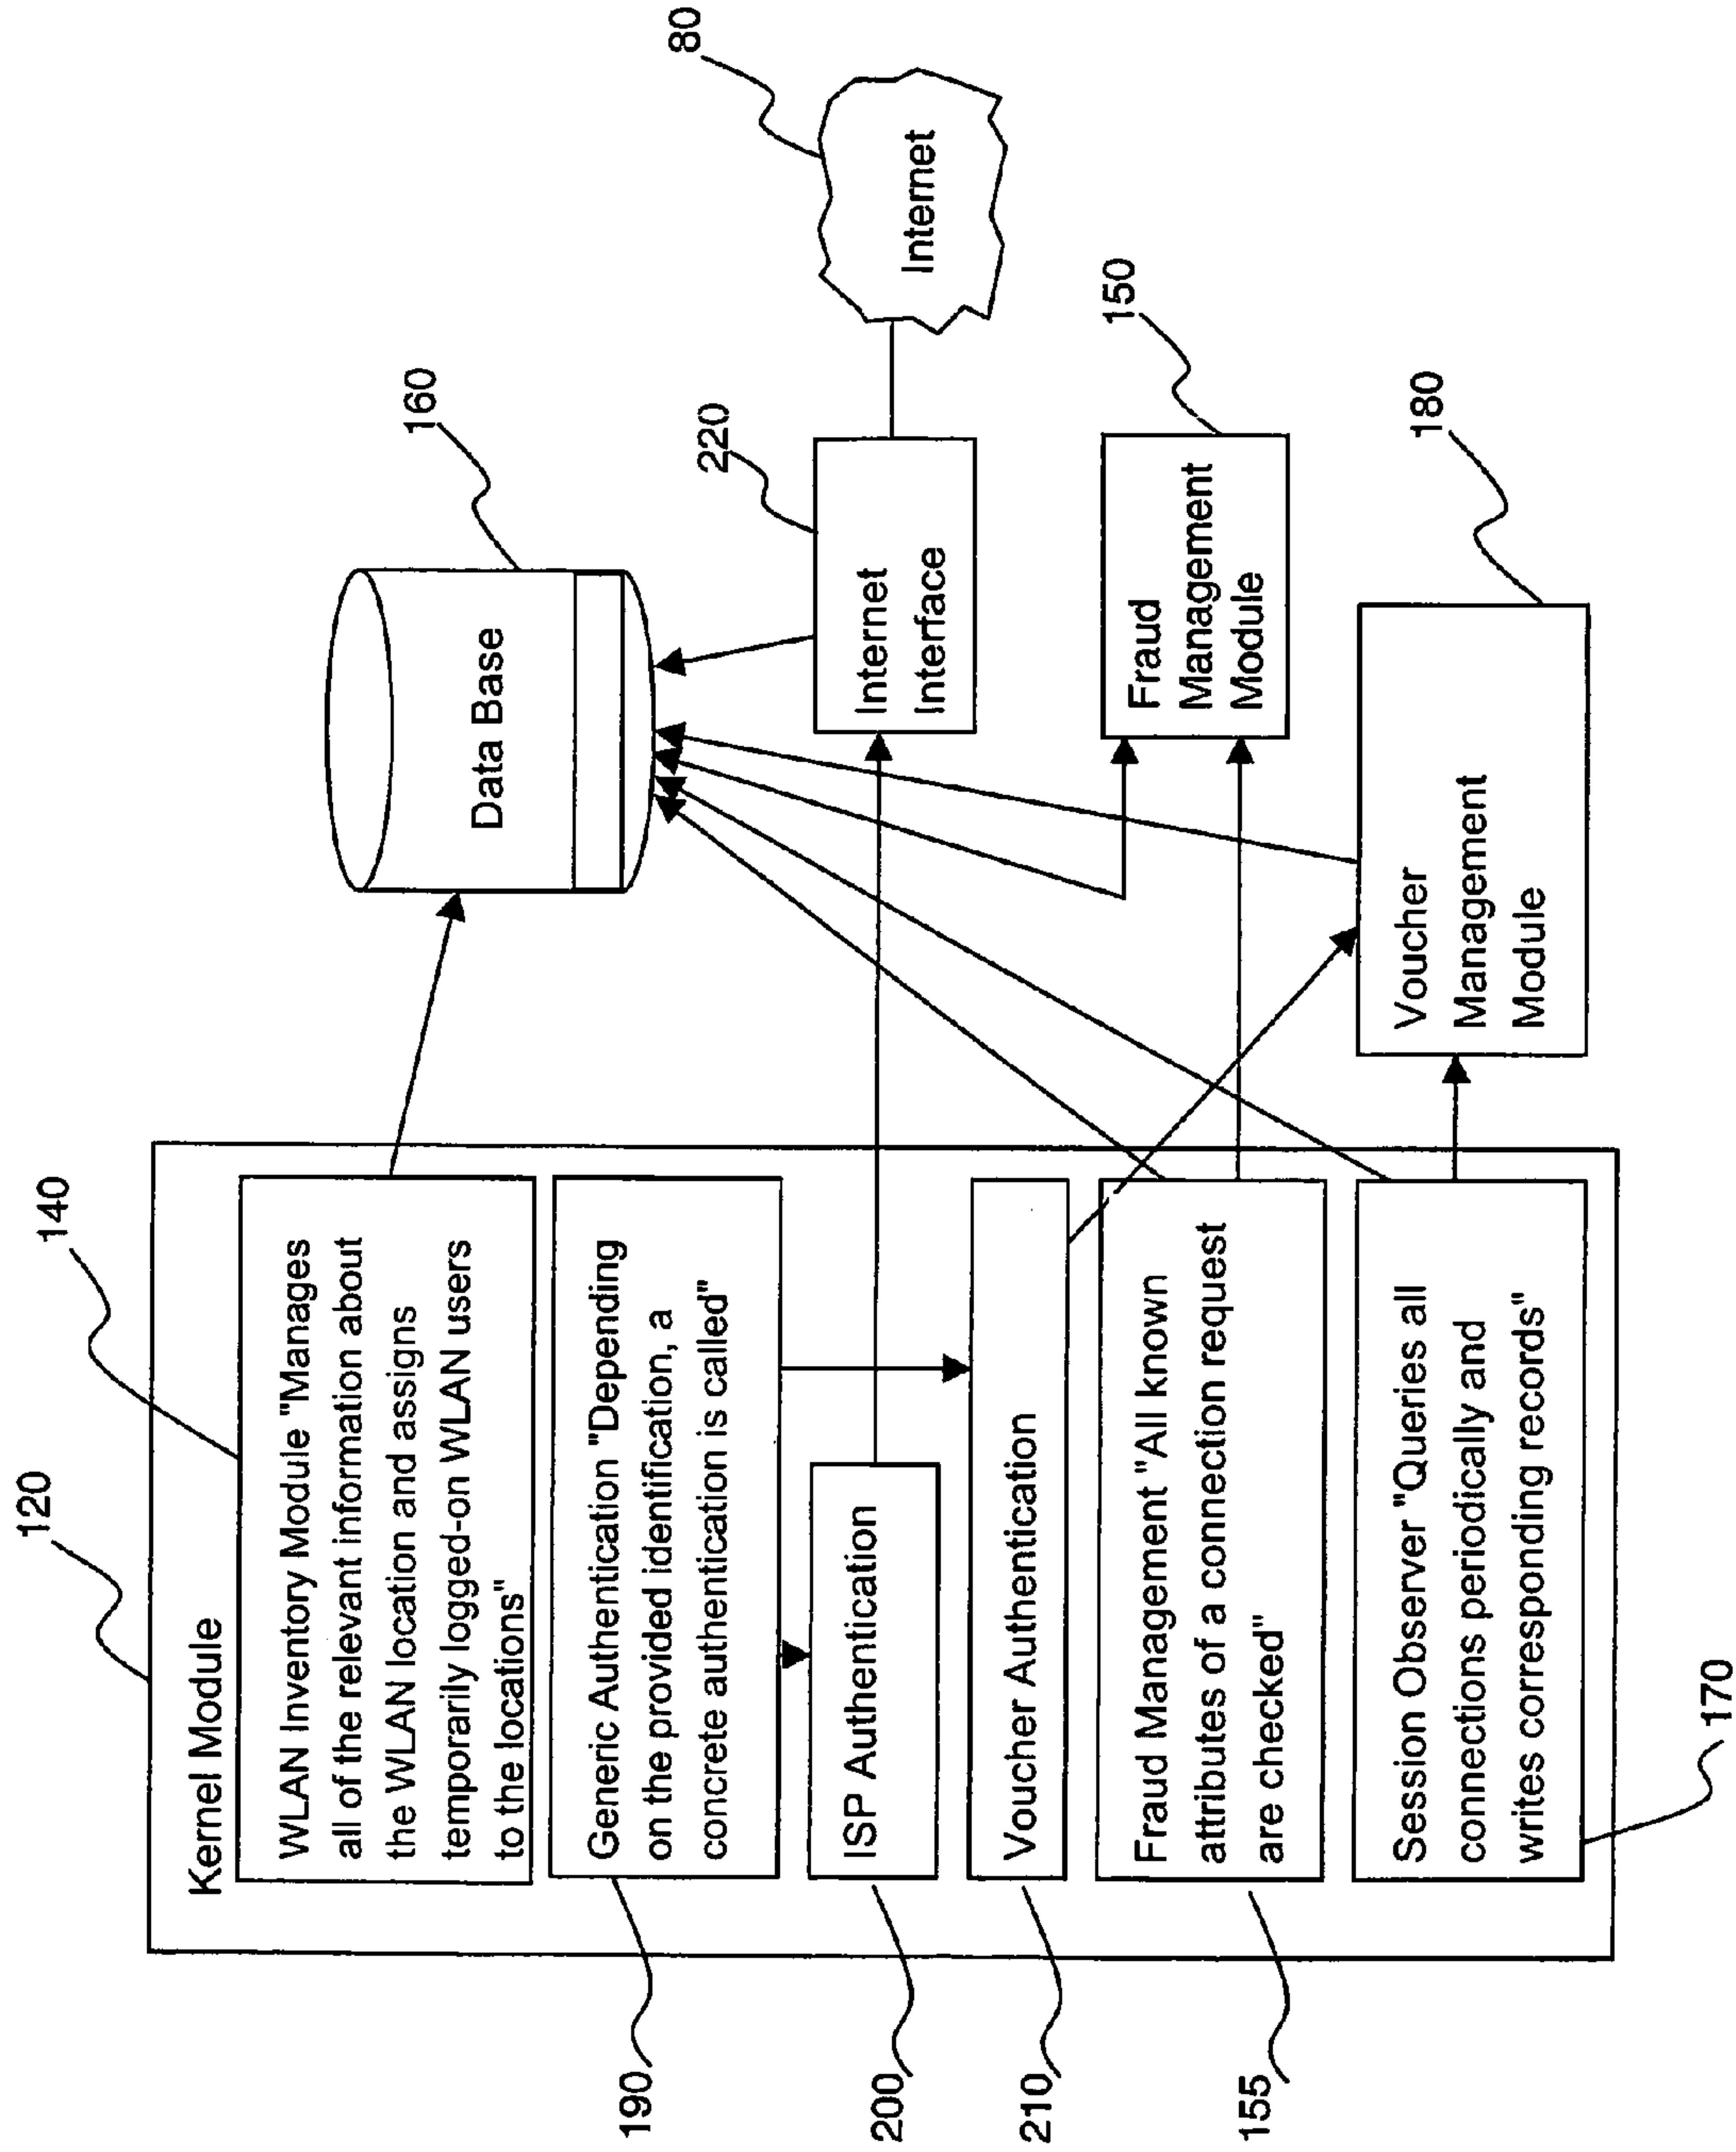 120
Kernel Module
140
WLAN Inventory Module "Manages
all of the relevant information about
the WLAN location and assigns
temporarily logged-on WLAN users
to the locations"
190
Generic Authentication "Depending
on the provided identification, a
concrete authentication is called"
200
ISP Authentication
210
Voucher Authentication
155
Fraud Management "All known
attributes of a connection request
are checked"
170
Session Observer "Queries all
connections periodically and
writes corresponding records"
160
Data Base
220
Internet
Interface
80
Internet
150
Fraud
Management
Module
180
Voucher
Management
Module